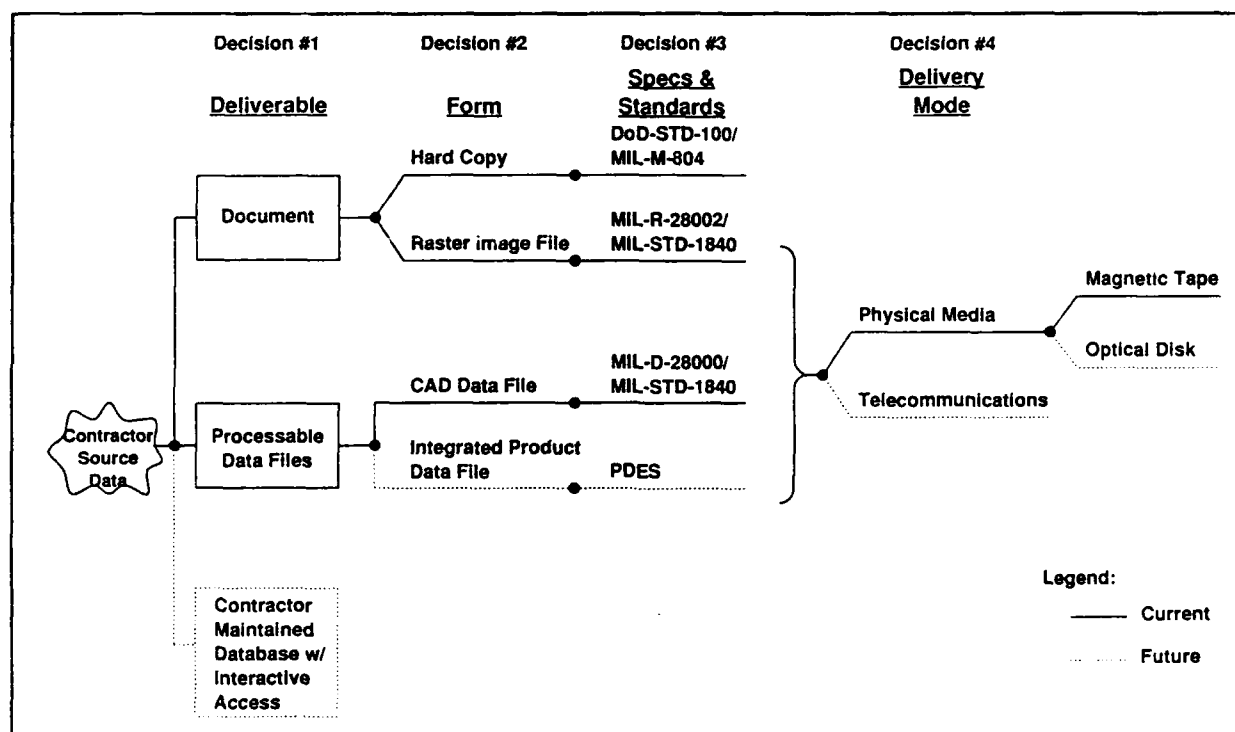 Decision #1
Decision #2
Decision #3
Decision #4
Deliverable
Form
Specs &
Standards
Delivery
Mode
Hard Copy
DoD-STD-100/
MIL-M-804
Document
Raster image File
MIL-R-28002/
MIL-STD-1840
Magnetic Tape
Physical Media
Optical Disk
CAD Data File
MIL-D-28000/
MIL-STD-1840
Telecommunications
Contractor
Source
Data
Processable
Data Files
Integrated Product
Data File
PDES
Contractor
Maintained
Database w/
Interactive
Access
Legend:
Current
Future